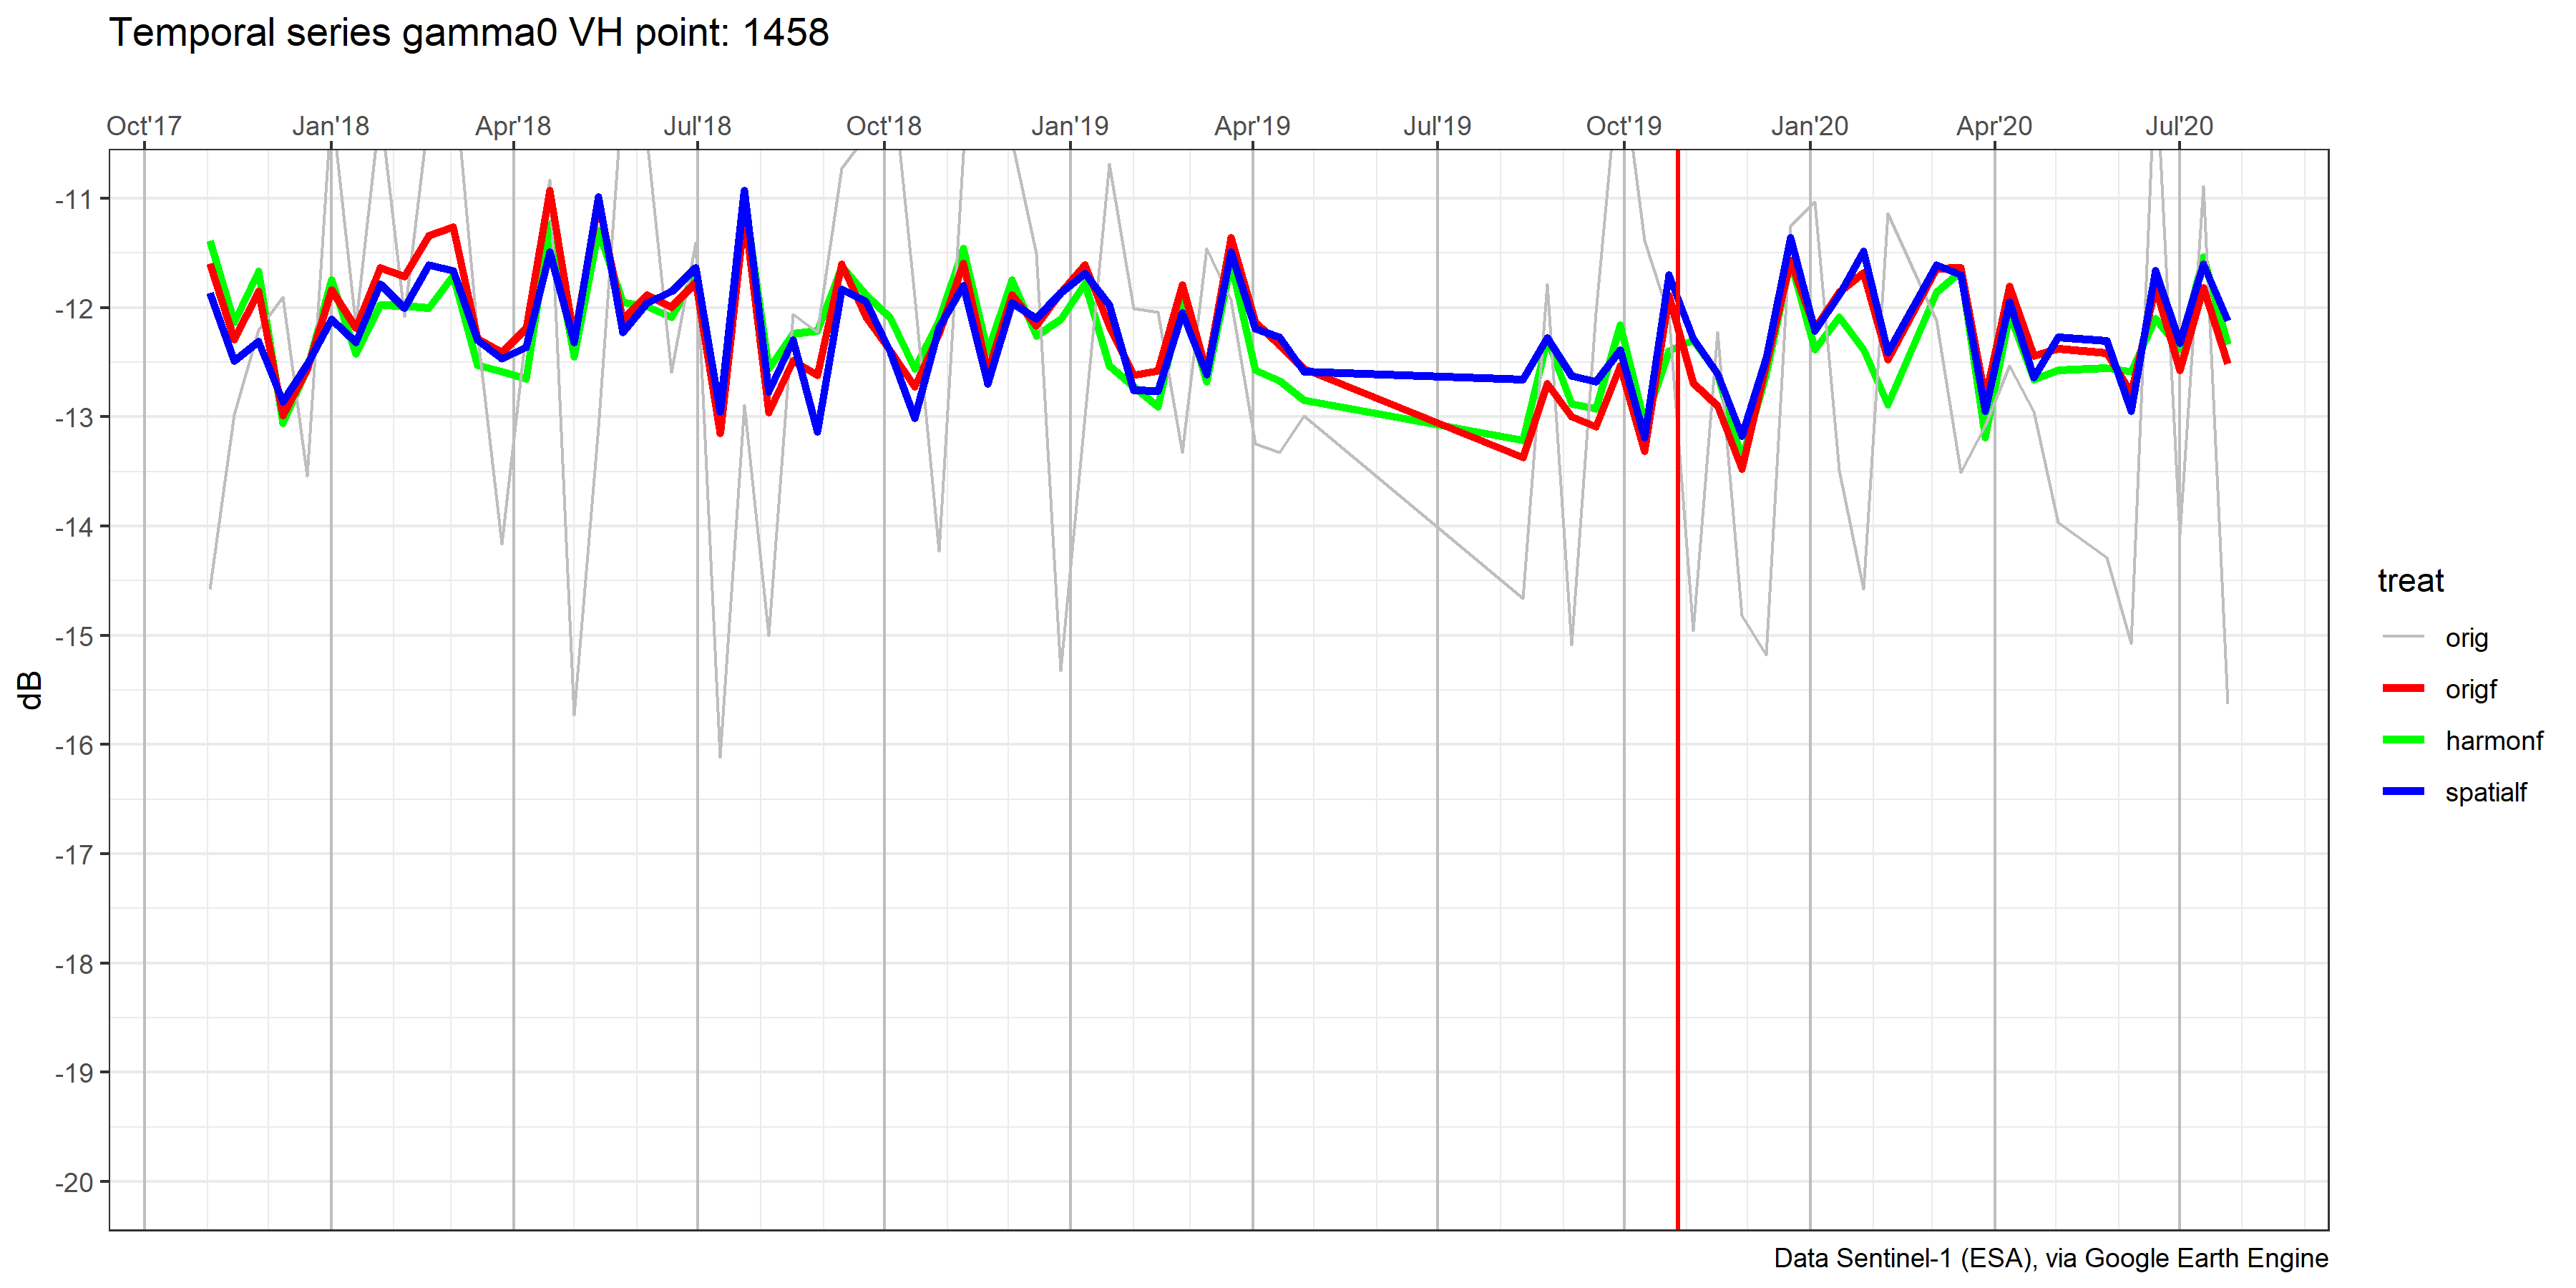 Temporal series gamma0 VH point: 1458
Oct'17 Jan'18 Apr'18 Jul'18 Oct'18 Jan'19 Apr'19 Jul'19 Oct'19 Jan'20 Apr'20 Jul'20
-11
-12
-13
-14
-15
-16
-17
-18
-19
-20
dB
treat
orig
origf
harmonf
spatialf
Data Sentinel-1 (ESA), via Google Earth Engine